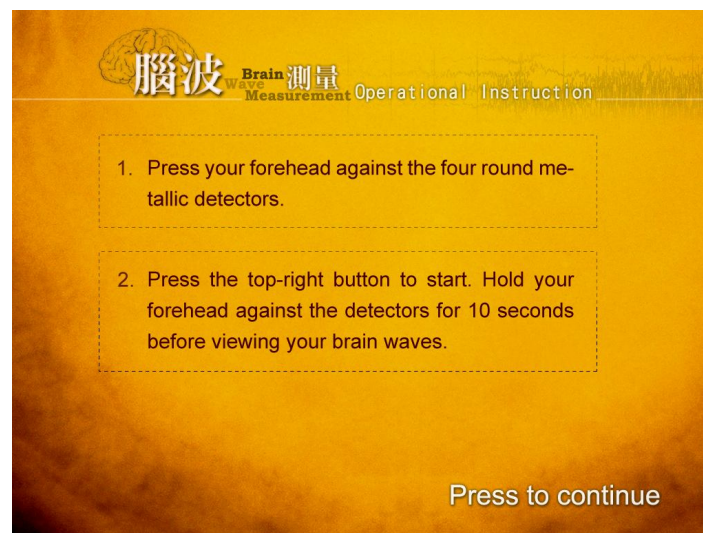 腦波 Brain Wave Measurement 測量 Operational Instruction
1. Press your forehead against the four round me-
tallic detectors.
2. Press the top-right button to start. Hold your
forehead against the detectors for 10 seconds
before viewing your brain waves.
Press to continue